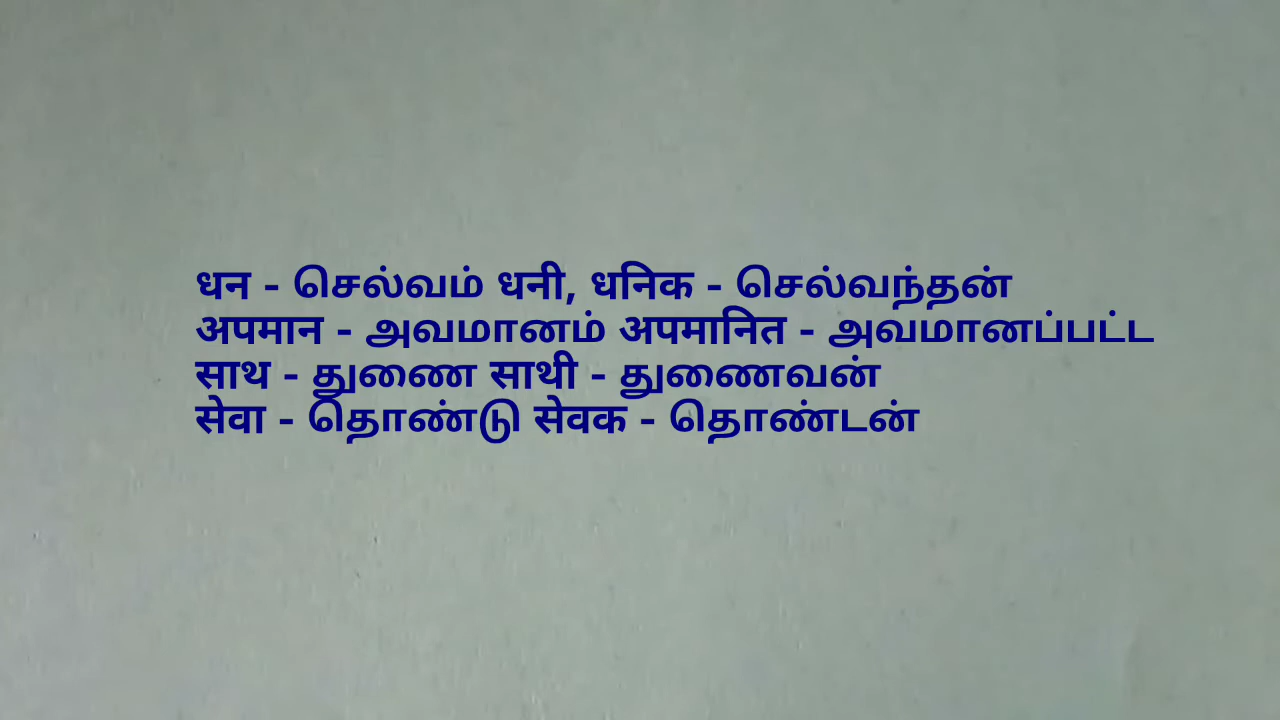 धन - செல்வம் धनी, धनिक - செல்வந்தன்
अपमान - அவமானம் अपमानित - அவமானப்பட்ட
साथ - துணை साथी - துணைவன்
सेवा - தொண்டு सेवक - தொண்டன்